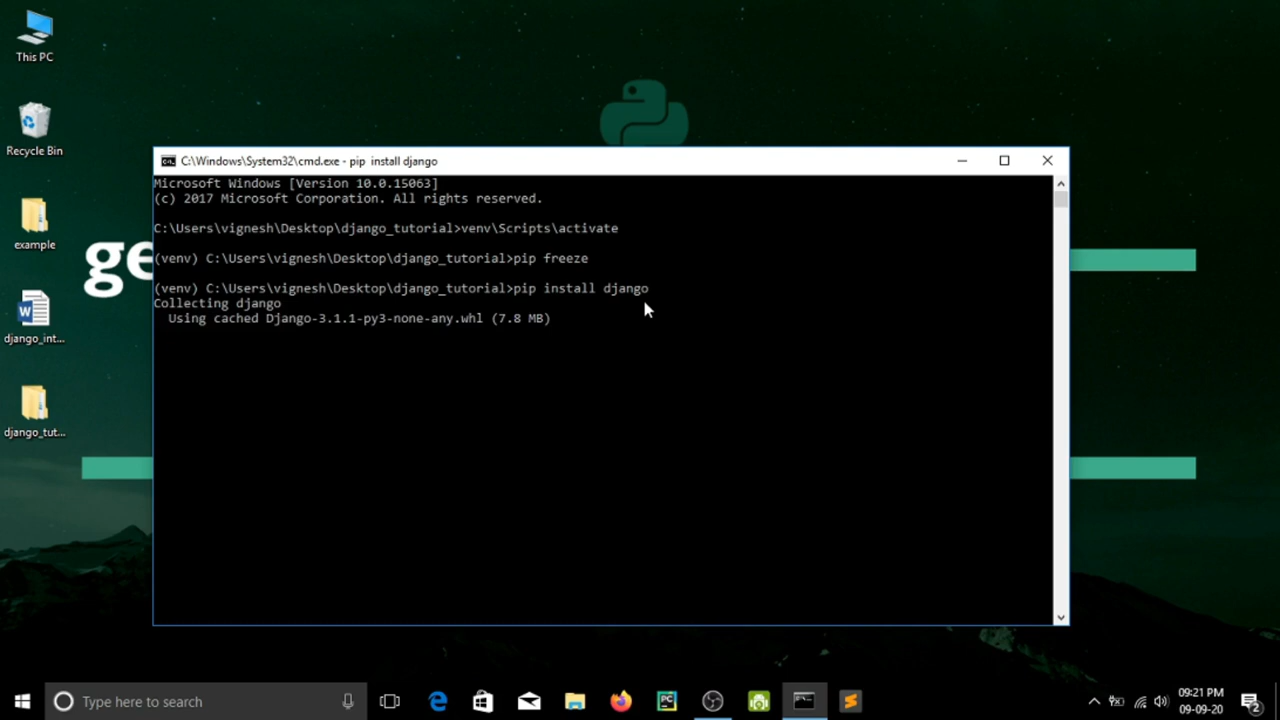 This PC
Recycle Bin
example
django_int...
django_tut...
ge
C:\Windows\System32\cmd.exe - pip  install django
Microsoft Windows [Version 10.0.15063]
(c) 2017 Microsoft Corporation. All rights reserved.
C:\Users\vignesh\Desktop\django_tutorial>venv\Scripts\activate
(venv) C:\Users\vignesh\Desktop\django_tutorial>pip freeze
(venv) C:\Users\vignesh\Desktop\django_tutorial>pip install django
Collecting django
  Using cached Django-3.1.1-py3-none-any.whl (7.8 MB)
Type here to search
09:21 PM
09-09-20
2